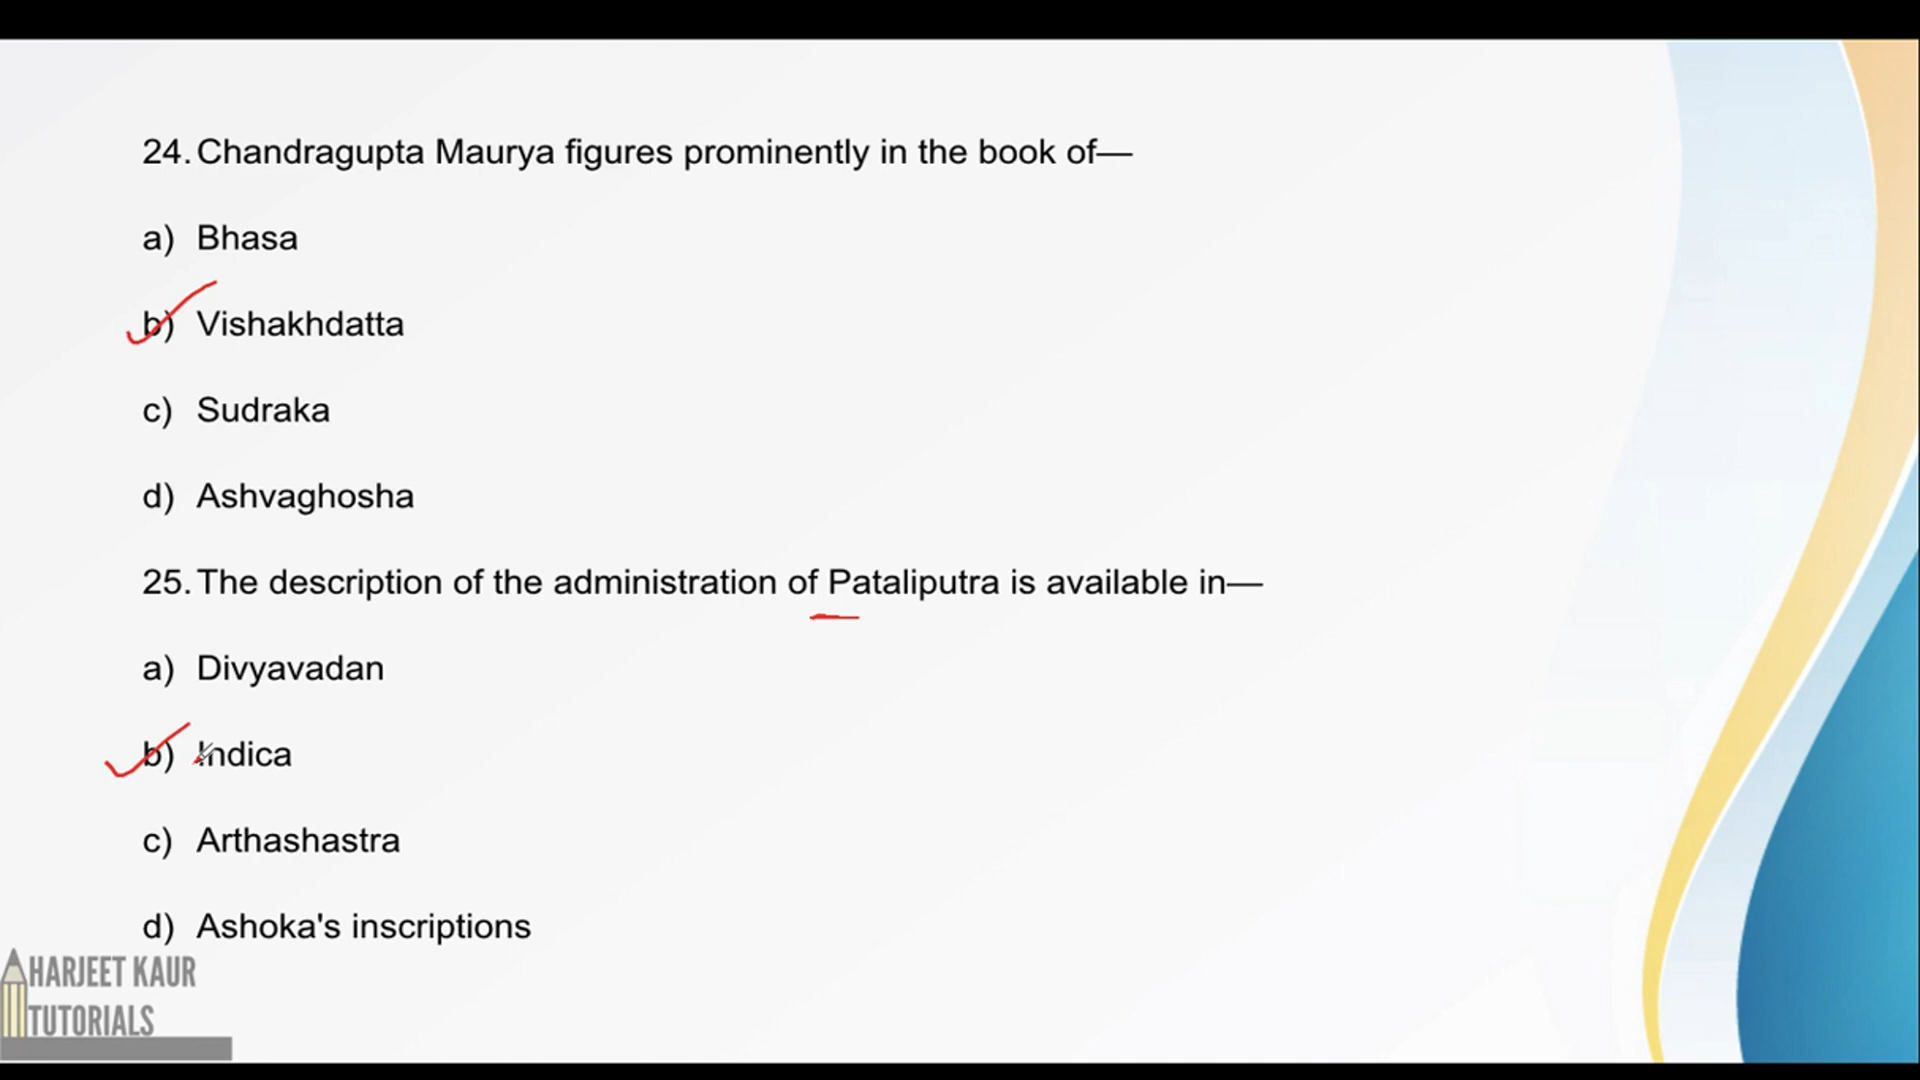 24. Chandragupta Maurya figures prominently in the book of—
a) Bhasa
b) Vishakhdatta
c) Sudraka
d) Ashvaghosha
25. The description of the administration of Pataliputra is available in—
a) Divyavadan
b) Indica
c) Arthashastra
d) Ashoka's inscriptions
HARJEET KAUR
TUTORIALS